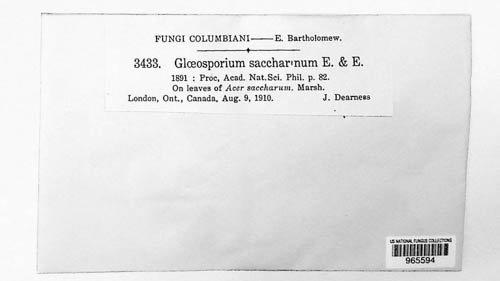 FUNGI COLUMBIANI—E. Bartholomew.
3433. Glœosporium saccharinum E. & E.
1891 : Proc, Acad. Nat.Sci. Phil. p. 82.
On leaves of Acer saccharum. Marsh.
London, Ont., Canada, Aug. 9, 1910. J. Dearness
US NATIONAL FUNGUS COLLECTIONS
965594